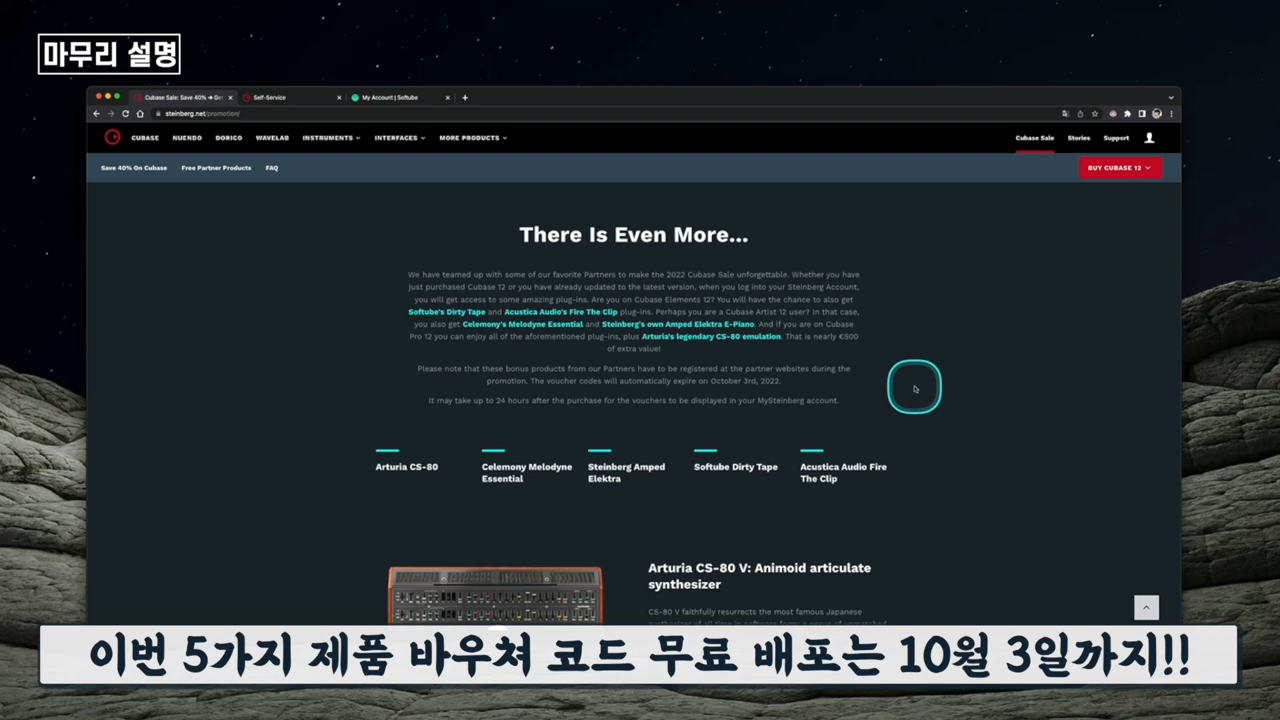 마무리 설명
Cubase Sale: Save 40% ➔ Get
Self-Service
My Account | Softube
steinberg.net/promotion/
CUBASE NUENDO DORICO WAVELAB INSTRUMENTS INTERFACES MORE PRODUCTS Cubase Sale Stories Support
Save 40% On Cubase Free Partner Products FAQ BUY CUBASE 12
There Is Even More...
We have teamed up with some of our favorite Partners to make the 2022 Cubase Sale unforgettable. Whether you have
just purchased Cubase 12 or you have already updated to the latest version, when you log into your Steinberg Account,
you will get access to some amazing plug-ins. Are you on Cubase Elements 12? You will have the chance to also get
Softube's Dirty Tape and Acustica Audio's Fire The Clip plug-ins. Perhaps you are a Cubase Artist 12 user? In that case,
you also get Celemony's Melodyne Essential and Steinberg's own Amped Elektra E-Piano. And if you are on Cubase
Pro 12 you can enjoy all of the aforementioned plug-ins, plus Arturia's legendary CS-80 emulation. That is nearly €500
of extra value!
Please note that these bonus products from our Partners have to be registered at the partner websites during the
promotion. The voucher codes will automatically expire on October 3rd, 2022.
It may take up to 24 hours after the purchase for the vouchers to be displayed in your MySteinberg account.
Arturia CS-80
Celemony Melodyne
Essential
Steinberg Amped
Elektra
Softube Dirty Tape
Acustica Audio Fire
The Clip
Arturia CS-80 V: Animoid articulate
synthesizer
CS-80 V faithfully resurrects the most famous Japanese
이번 5가지 제품 바우쳐 코드 무료 배포는 10월 3일까지!!